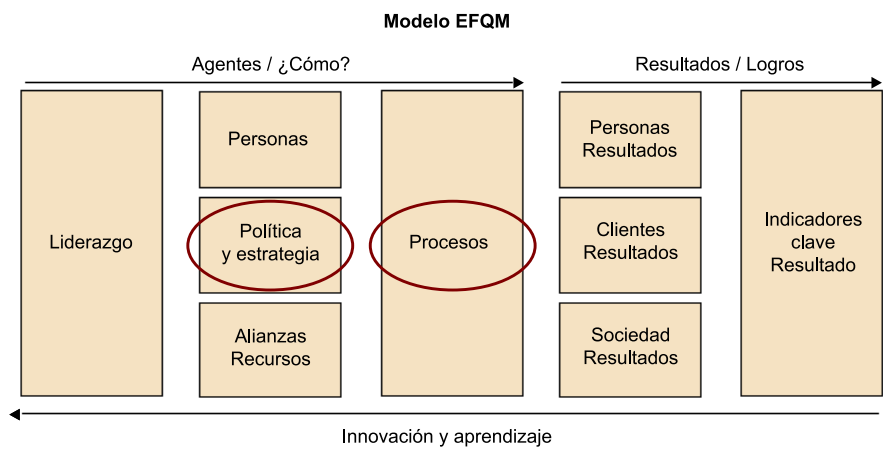 Modelo EFQM
Agentes / ¿Cómo?
Resultados / Logros
Liderazgo
Personas
Política
y estrategia
Alianzas
Recursos
Procesos
Personas
Resultados
Clientes
Resultados
Sociedad
Resultados
Indicadores
clave
Resultado
Innovación y aprendizaje